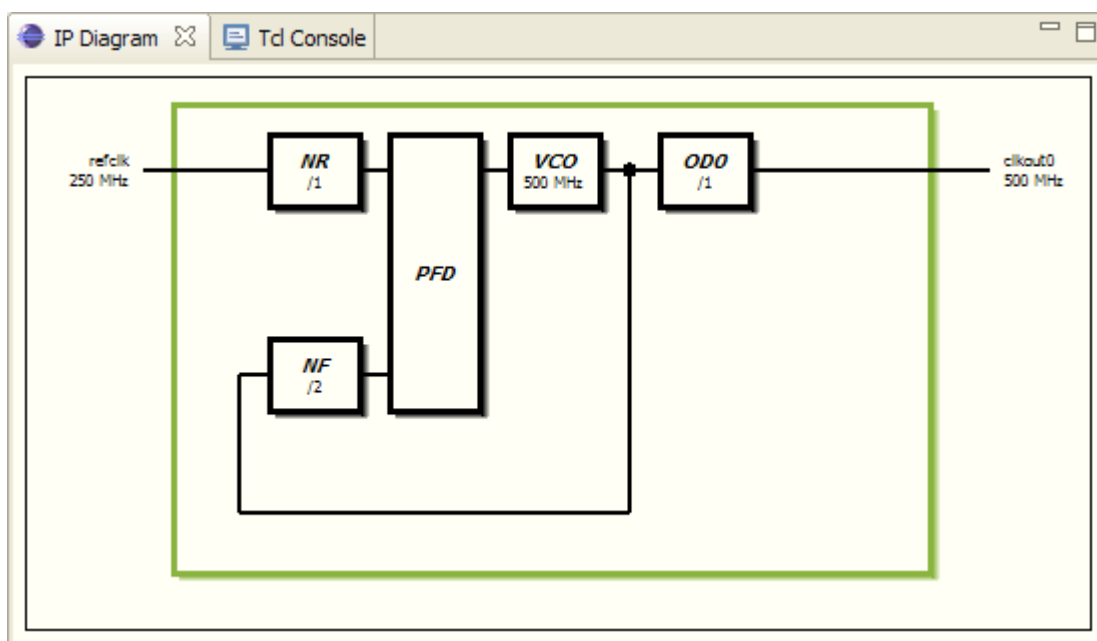 IP Diagram
Tcl Console
refclk
250 MHz
NR
/1
PFD
VCO
500 MHz
OD0
/1
clkout0
500 MHz
NF
/2